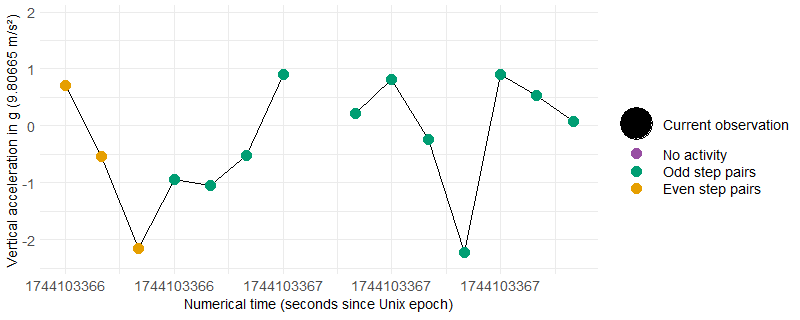 Vertical acceleration in g (9.80665 m/s²)
2
1
0
-1
-2
1744103366
1744103366
1744103367
1744103367
1744103367
Numerical time (seconds since Unix epoch)
Current observation
No activity
Odd step pairs
Even step pairs